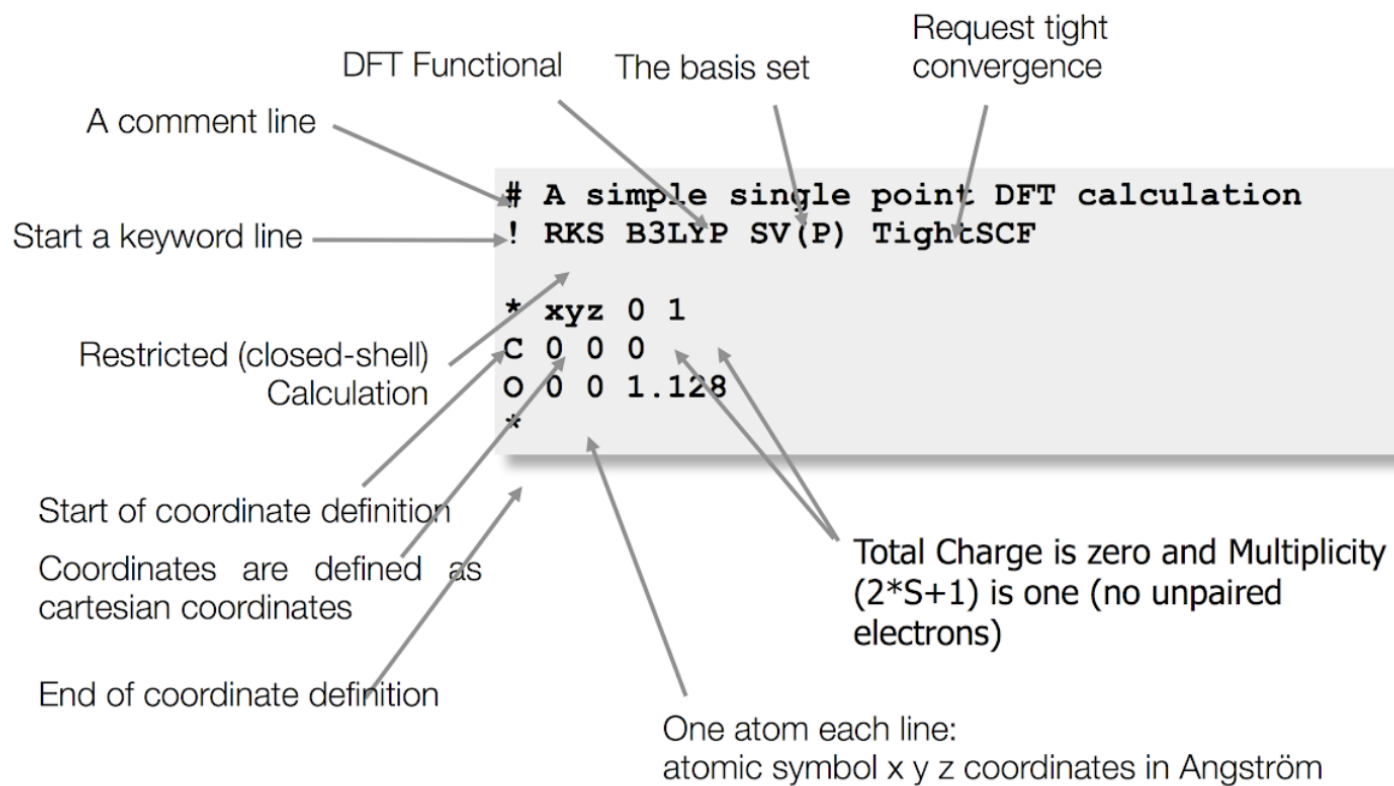 Request tight
convergence
DFT Functional
The basis set
A comment line
# A simple single point DFT calculation
Start a keyword line
! RKS B3LYP SV(P) TightSCF
* xyz 0 1
Restricted (closed-shell)
Calculation
C 0 0 0
O 0 0 1.128
*
Start of coordinate definition
Coordinates are defined as
cartesian coordinates
Total Charge is zero and Multiplicity
(2*S+1) is one (no unpaired
electrons)
End of coordinate definition
One atom each line:
atomic symbol x y z coordinates in Angström